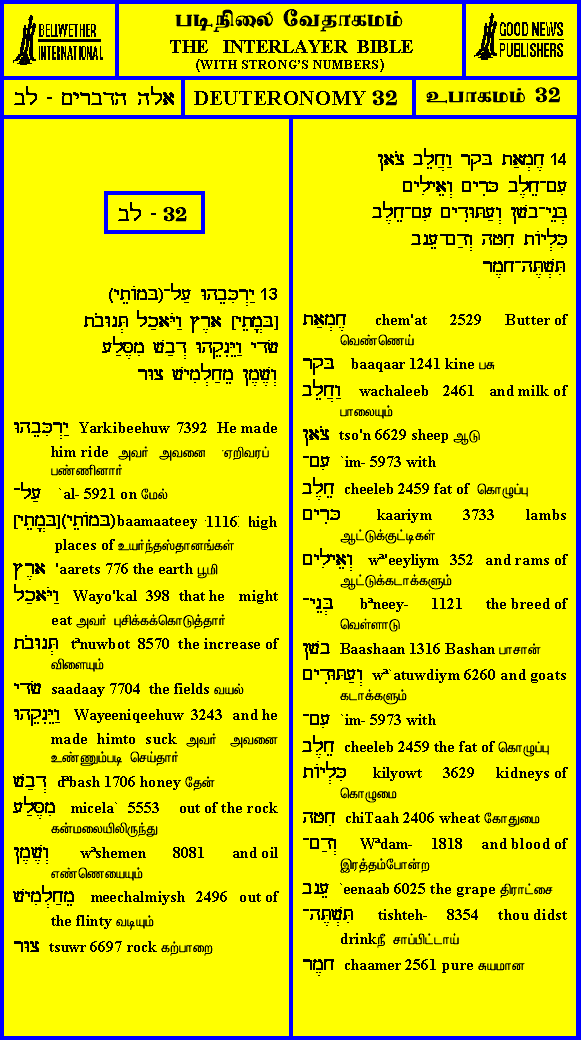 BELLWETHER
INTERNATIONAL
படிநிலை வேதாகமம்
THE INTERLAYER BIBLE
(WITH STRONG'S NUMBERS)
GOOD NEWS
PUBLISHERS
אלה הדברים - לב
DEUTERONOMY 32
உபாகமம் 32
לב - 32
13 יַרְכִּבֵהוּ עַל־(בּמוֹתֵי)
[בָּמֳתֵי] אֶרֶץ וַיֹּאכַל תְּנוּבֹת
שָׂדָי וַיֵּנִקֵהוּ דְבַשׁ מִסֶּלַע
וְשֶׁמֶן מֵחַלְמִישׁ צוּר
יַרְכִּבֵהוּ Yarkibeehuw 7392 He made
him ride அவர் அவனை ஏறிவரப்
பண்ணினார்
עַל־ `al- 5921 on மேல்
[בָּמֳתֵי](בּמוֹתֵי) baamaateey 1116 high
places of உயர்ந்தஸ்தானங்கள்
אֶרֶץ 'aarets 776 the earth பூமி
וַיֹּאכַל Wayo'kal 398 that he might
eat அவர் புசிக்கக்கொடுத்தார்
תְּנוּבֹת tªnuwbot 8570 the increase of
விளையும்
שָׂדָי saadaay 7704 the fields வயல்
וַיֵּנִקֵהוּ Wayeeniqeehuw 3243 and he
made himto suck அவர் அவனை
உண்ணும்படி செய்தார்
דְבַשׁ dªbash 1706 honey தேன்
מִסֶּלַע micela` 5553 out of the rock
கன்மலையிலிருந்து
וְשֶׁמֶן wªshemen 8081 and oil
எண்ணெயையும்
מֵחַלְמִישׁ meechalmiysh 2496 out of
the flinty வடியும்
צוּר tsuwr 6697 rock கற்பாறை
14 חֶמְאַת בָּקָר וַחֲלֵב צֹאן
עִם־חֵלֶב כָּרִים וְאֵילִים
בְּנֵי־בָשָׁן וְעַתּוּדִים עִם־חֵלֶב
כִּלְיוֹת חִטָּה וְדַם־עֵנָב
תִּשְׁתֶּה־חָמֶר
חֶמְאַת chem'at 2529 Butter of
வெண்ணெய்
בָּקָר baaqaar 1241 kine பசு
וַחֲלֵב wachaleeb 2461 and milk of
பாலையும்
צֹאן tso'n 6629 sheep ஆடு
עִם־ `im- 5973 with
חֵלֶב cheeleb 2459 fat of கொழுப்பு
כָּרִים kaariym 3733 lambs
ஆட்டுக்குட்டிகள்
וְאֵילִים wª'eeyliym 352 and rams of
ஆட்டுக்கடாக்களும்
בְּנֵי־ bªneey- 1121 the breed of
வெள்ளாடு
בָשָׁן Baashaan 1316 Bashan பாசான்
וְעַתּוּדִים wª`atuwdiym 6260 and goats
கடாக்களும்
עִם־ `im- 5973 with
חֵלֶב cheeleb 2459 the fat of கொழுப்பு
כִּלְיוֹת kilyowt 3629 kidneys of
கொழுமை
חִטָּה chiTaah 2406 wheat கோதுமை
וְדַם־ Wªdam- 1818 and blood of
இரத்தம்போன்ற
עֵנָב `eenaab 6025 the grape திராட்சை
תִּשְׁתֶּה־ tishteh- 8354 thou didst
drinkநீ சாப்பிட்டாய்
חָמֶר chaamer 2561 pure சுயமான